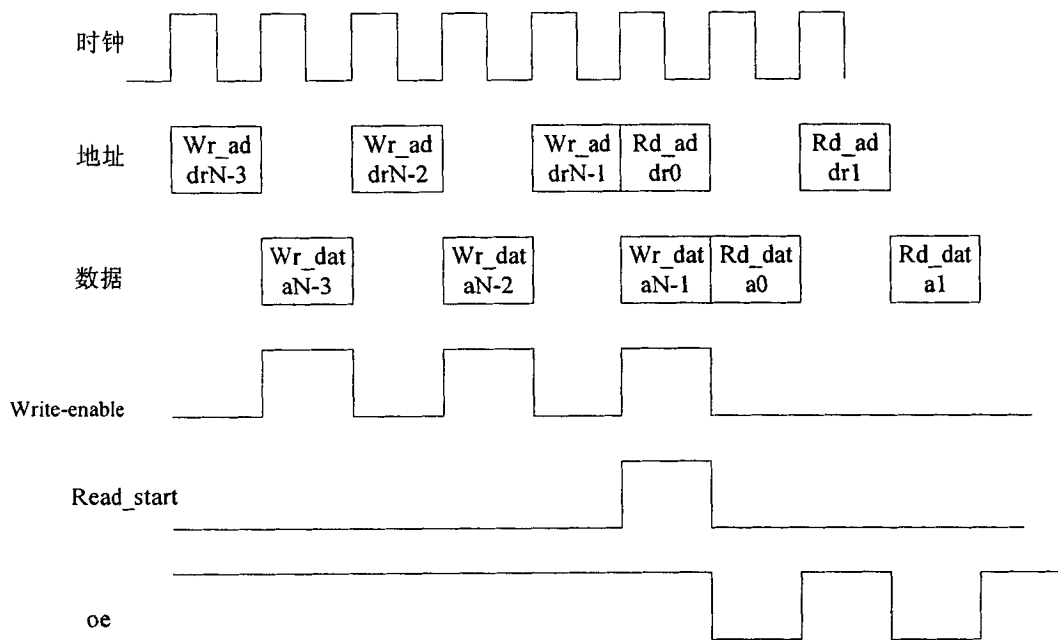 时钟
地址
Wr_ad
drN-3
Wr_ad
drN-2
Wr_ad
drN-1
Rd_ad
dr0
Rd_ad
dr1
数据
Wr_dat
aN-3
Wr_dat
aN-2
Wr_dat
aN-1
Rd_dat
a0
Rd_dat
a1
Write-enable
Read_start
oe